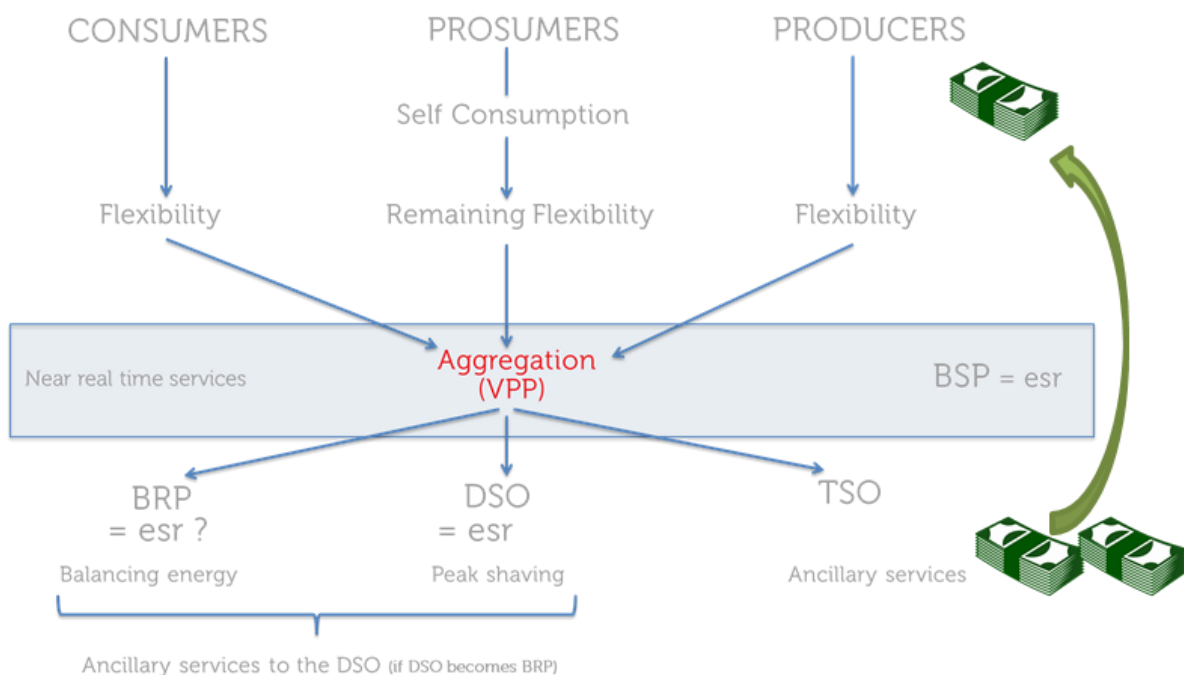 CONSUMERS
PROSUMERS
PRODUCERS
Self Consumption
Flexibility
Remaining Flexibility
Flexibility
Near real time services
Aggregation
(VPP)
BSP = esr
BRP
= esr ?
DSO
= esr
TSO
Balancing energy
Peak shaving
Ancillary services
Ancillary services to the DSO (if DSO becomes BRP)